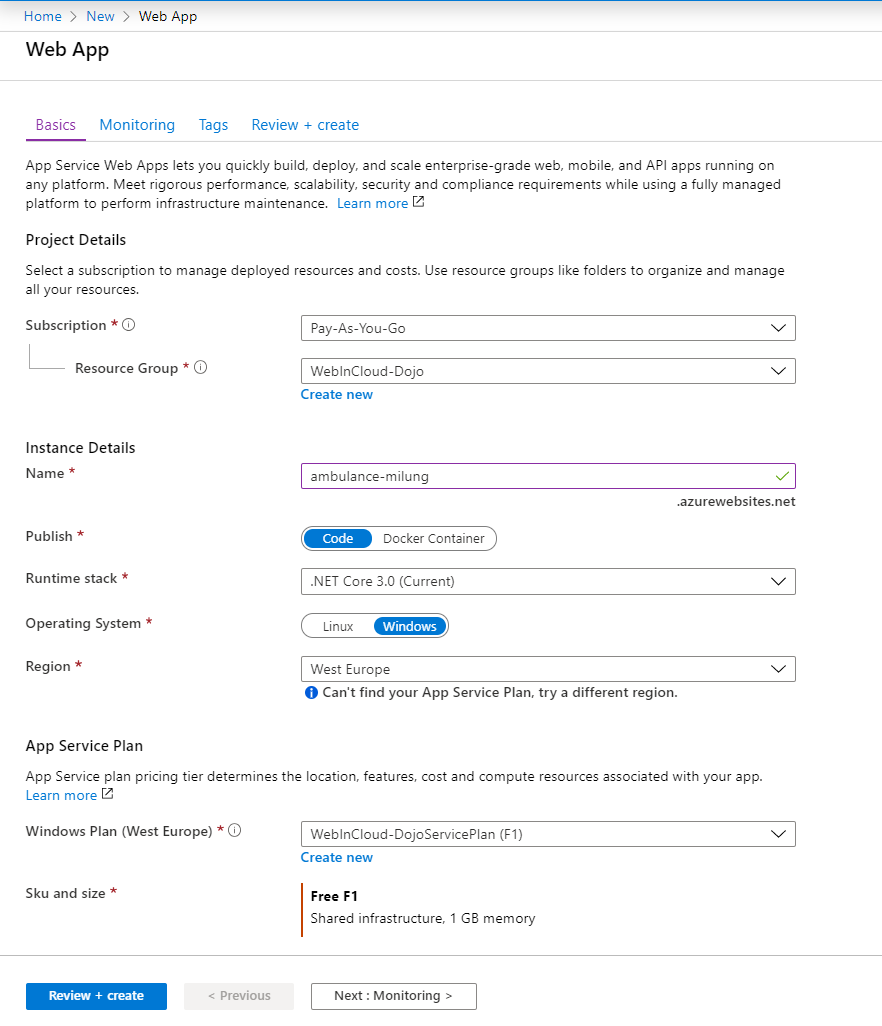 Home > New > Web App
Web App
Basics Monitoring Tags Review + create
App Service Web Apps lets you quickly build, deploy, and scale enterprise-grade web, mobile, and API apps running on
any platform. Meet rigorous performance, scalability, security and compliance requirements while using a fully managed
platform to perform infrastructure maintenance. Learn more
Project Details
Select a subscription to manage deployed resources and costs. Use resource groups like folders to organize and manage
all your resources.
Subscription * Pay-As-You-Go
Resource Group * WebInCloud-Dojo
Create new
Instance Details
Name * ambulance-milung
.azurewebsites.net
Publish * Code Docker Container
Runtime stack * .NET Core 3.0 (Current)
Operating System * Linux Windows
Region * West Europe
Can't find your App Service Plan, try a different region.
App Service Plan
App Service plan pricing tier determines the location, features, cost and compute resources associated with your app.
Learn more
Windows Plan (West Europe) * WebInCloud-DojoServicePlan (F1)
Create new
Sku and size * Free F1
Shared infrastructure, 1 GB memory
Review + create < Previous Next : Monitoring >